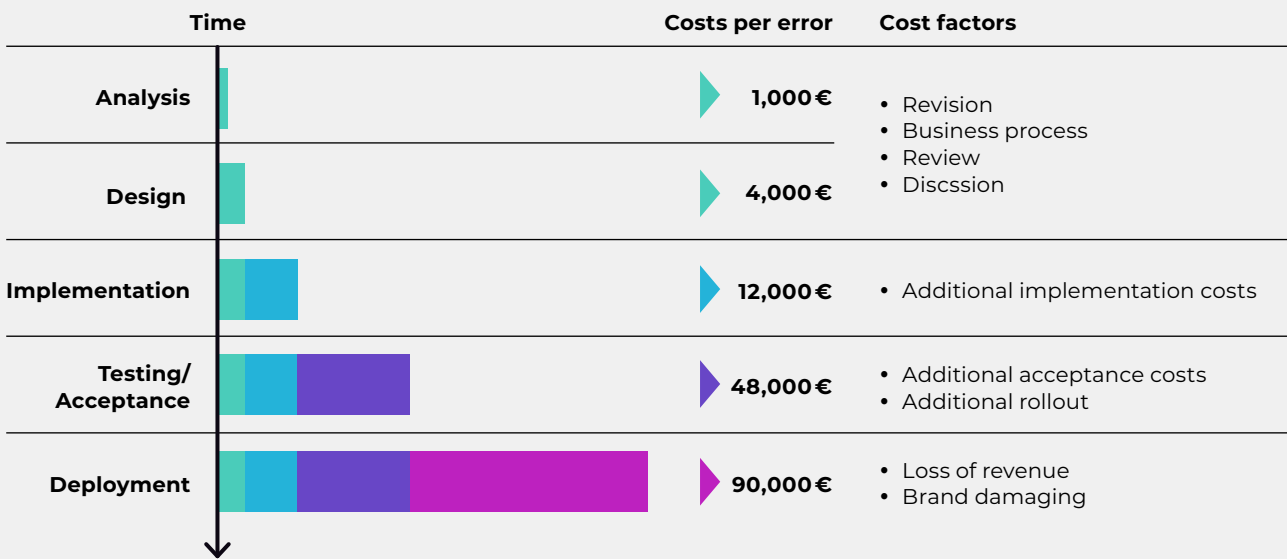 Time Costs per error Cost factors
Analysis 1,000 €
• Revision
• Business process
• Review
• Discssion
Design 4,000 €
Implementation 12,000 € • Additional implementation costs
Testing/
Acceptance 48,000 €
• Additional acceptance costs
• Additional rollout
Deployment 90,000 €
• Loss of revenue
• Brand damaging